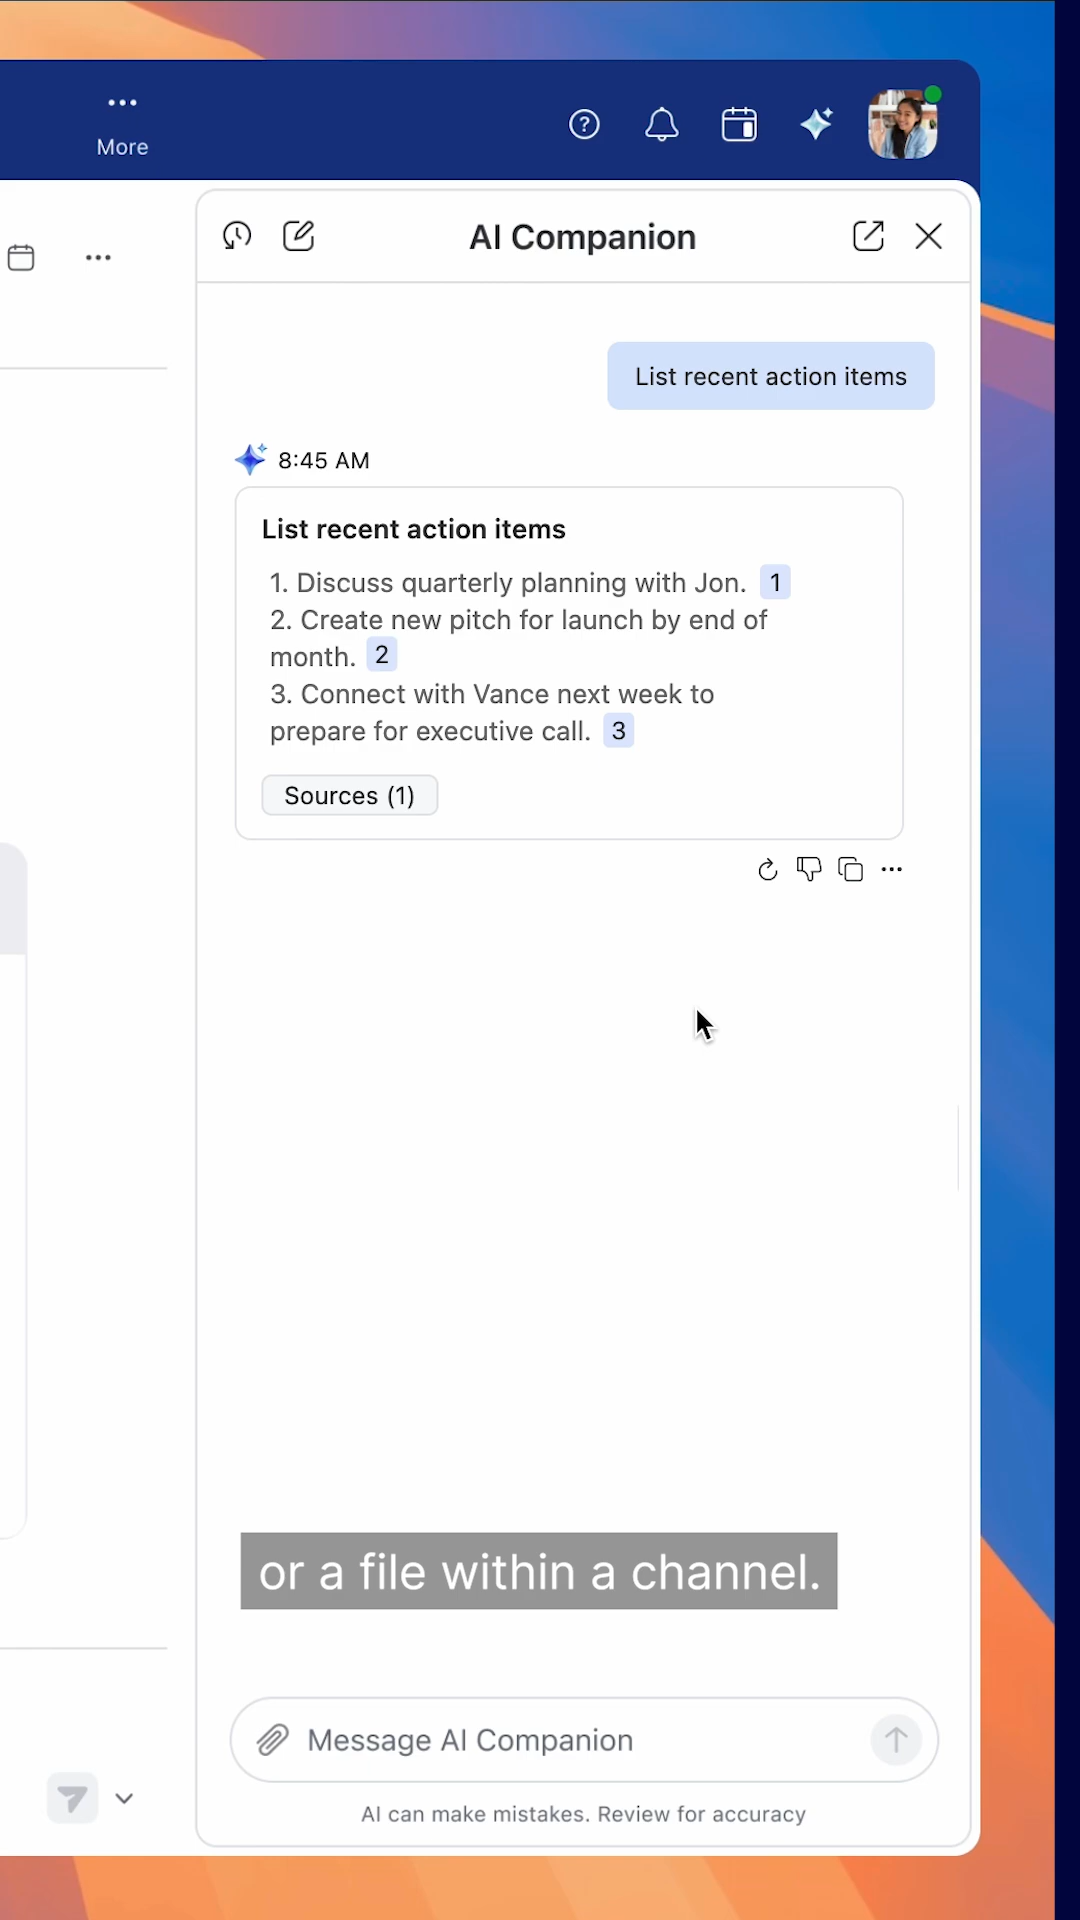 More
AI Companion
List recent action items
8:45 AM
List recent action items
1. Discuss quarterly planning with Jon. 1
2. Create new pitch for launch by end of
month. 2
3. Connect with Vance next week to
prepare for executive call. 3
Sources (1)
or a file within a channel.
Message AI Companion
AI can make mistakes. Review for accuracy